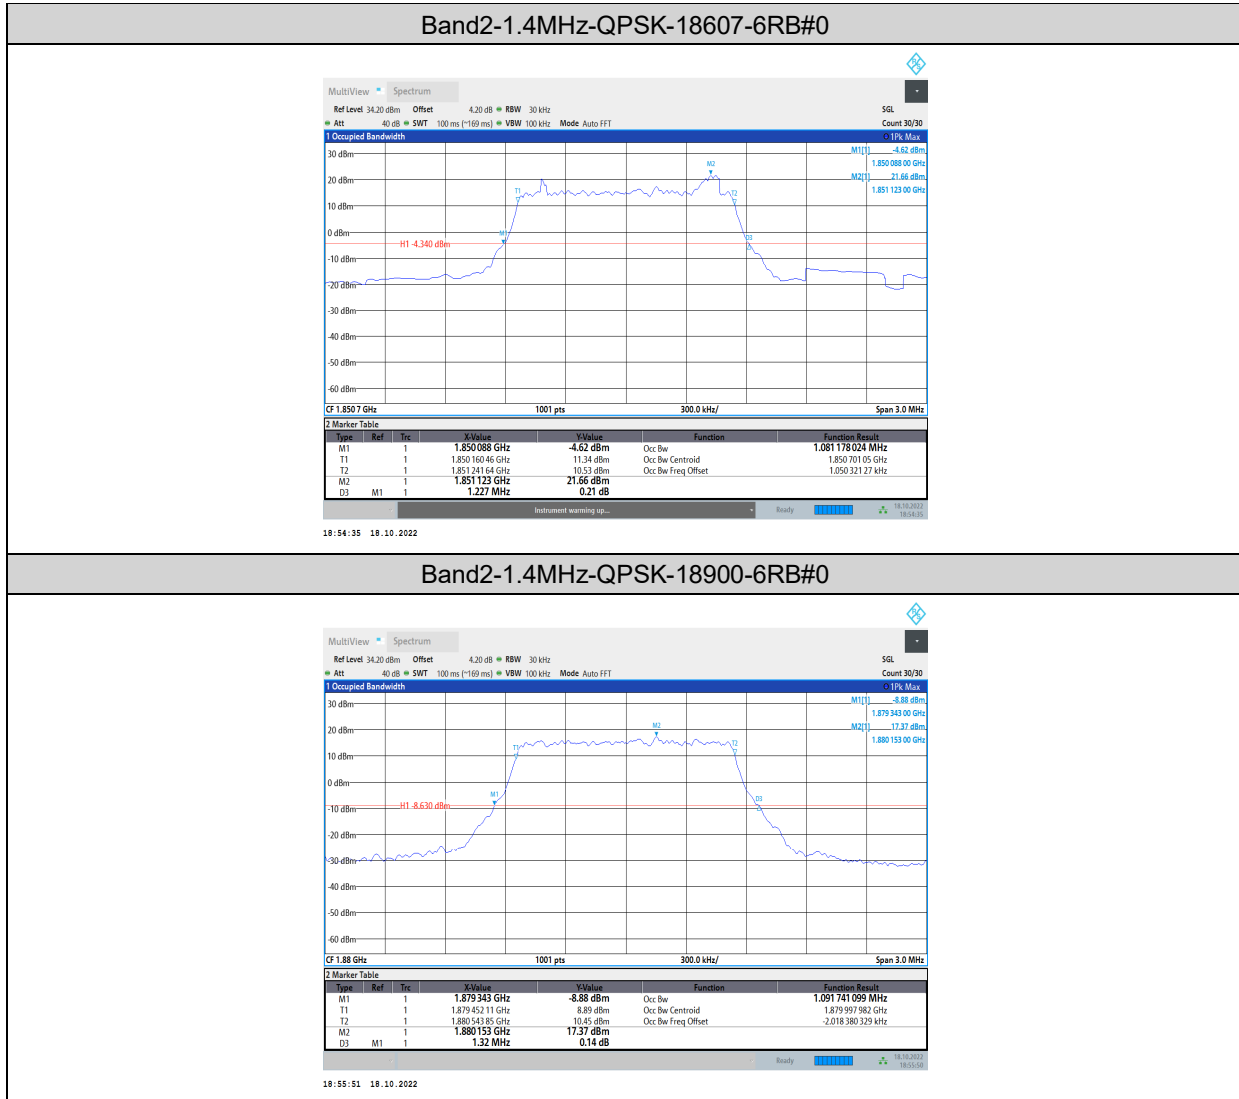 Band2-1.4MHz-QPSK-18607-6RB#0
MultiView Spectrum
Ref Level 34.20 dBm Offset 4.20 dB RBW 30 kHz SGL
Att 40 dB SWT 100 ms (~169 ms) VBW 100 kHz Mode Auto FFT Count 30/30
1 Occupied Bandwidth 1Pk Max
M1[1] -4.62 dBm
1.850 088 00 GHz
M2[1] 21.66 dBm
1.851 123 00 GHz
30 dBm
M2
20 dBm
T1 T2
10 dBm
0 dBm
M1 D3
H1 -4.340 dBm
-10 dBm
-20 dBm
-30 dBm
-40 dBm
-50 dBm
-60 dBm
CF 1.850 7 GHz 1001 pts 300.0 kHz/ Span 3.0 MHz
2 Marker Table
Type Ref Trc X-Value Y-Value Function Function Result
M1 1 1.850 088 GHz -4.62 dBm Occ Bw 1.081 178 024 MHz
T1 1 1.850 160 46 GHz 11.34 dBm Occ Bw Centroid 1.850 701 05 GHz
T2 1 1.851 241 64 GHz 10.53 dBm Occ Bw Freq Offset 1.050 321 27 kHz
M2 1 1.851 123 GHz 21.66 dBm
D3 M1 1 1.227 MHz 0.21 dB
Instrument warming up... Ready 18.10.2022
18:54:35
18:54:35 18.10.2022
Band2-1.4MHz-QPSK-18900-6RB#0
MultiView Spectrum
Ref Level 34.20 dBm Offset 4.20 dB RBW 30 kHz SGL
Att 40 dB SWT 100 ms (~169 ms) VBW 100 kHz Mode Auto FFT Count 30/30
1 Occupied Bandwidth 1Pk Max
M1[1] -8.88 dBm
1.879 343 00 GHz
M2[1] 17.37 dBm
1.880 153 00 GHz
30 dBm
M2
20 dBm
T1 T2
10 dBm
0 dBm
M1 D3
H1 -8.630 dBm
-10 dBm
-20 dBm
-30 dBm
-40 dBm
-50 dBm
-60 dBm
CF 1.88 GHz 1001 pts 300.0 kHz/ Span 3.0 MHz
2 Marker Table
Type Ref Trc X-Value Y-Value Function Function Result
M1 1 1.879 343 GHz -8.88 dBm Occ Bw 1.091 741 099 MHz
T1 1 1.879 452 11 GHz 8.89 dBm Occ Bw Centroid 1.879 997 982 GHz
T2 1 1.880 543 85 GHz 10.45 dBm Occ Bw Freq Offset -2.018 380 329 kHz
M2 1 1.880 153 GHz 17.37 dBm
D3 M1 1 1.32 MHz 0.14 dB
Ready 18.10.2022
18:55:50
18:55:51 18.10.2022